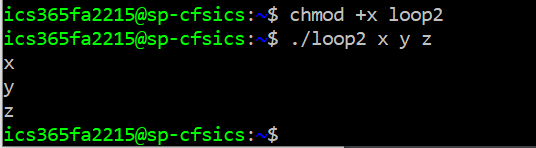 ics365fa2215@sp-cfsics:~$ chmod +x loop2
ics365fa2215@sp-cfsics:~$ ./loop2 x y z
x
y
z
ics365fa2215@sp-cfsics:~$